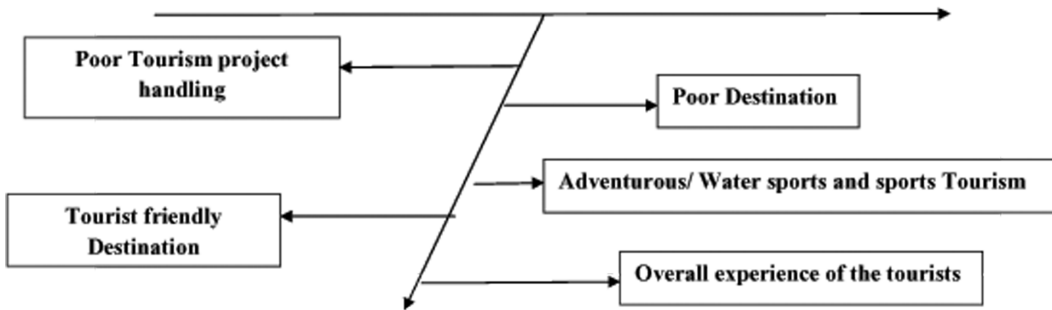 Poor Tourism project
handling
Poor Destination
Adventurous/ Water sports and sports Tourism
Tourist friendly
Destination
Overall experience of the tourists